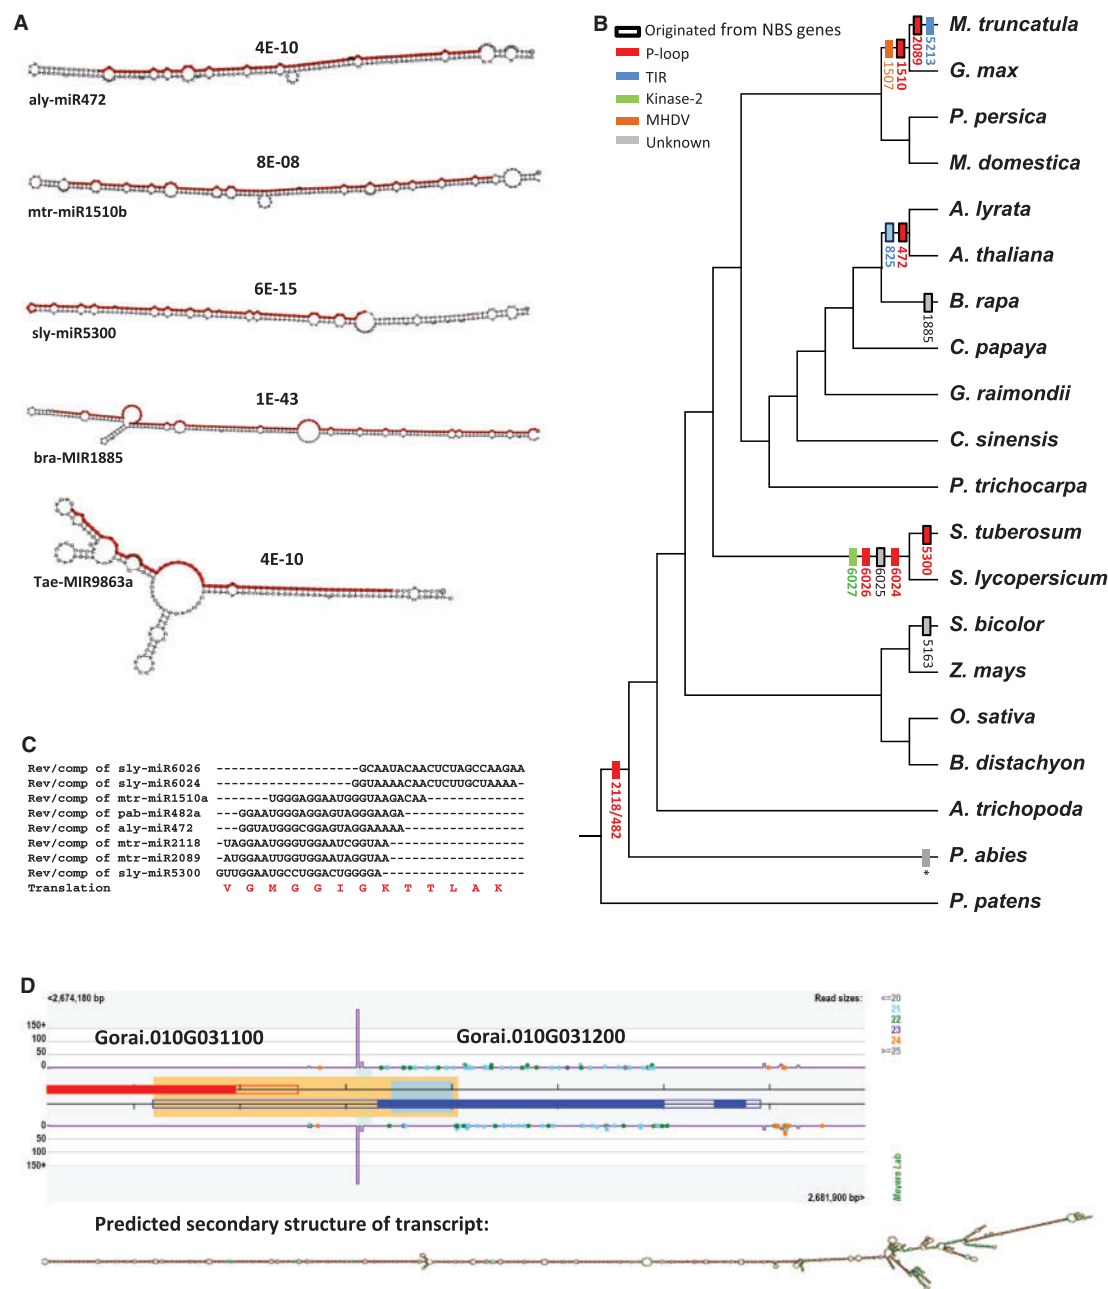 A
4E-10
aly-miR472
8E-08
mtr-miR1510b
6E-15
sly-miR5300
1E-43
bra-MIR1885
4E-10
Tae-MIR9863a
B
Originated from NBS genes
P-loop
TIR
Kinase-2
MHDV
Unknown
2089
5213
1507
1510
825
472
1885
5300
6027
6026
6025
6024
5163
2118/482
*
M. truncatula
G. max
P. persica
M. domestica
A. lyrata
A. thaliana
B. rapa
C. papaya
G. raimondii
C. sinensis
P. trichocarpa
S. tuberosum
S. lycopersicum
S. bicolor
Z. mays
O. sativa
B. distachyon
A. trichopoda
P. abies
P. patens
C
Rev/comp of sly-miR6026 -----------------GCAAUACAACUCUAGCCAAGAA
Rev/comp of sly-miR6024 ----------------GGUAAAACAACUCUUGCUAAAA-
Rev/comp of mtr-miR1510a ------UGGGAGGAAUGGGUAAGACAA------------
Rev/comp of pab-miR482a --GGAAUGGGAGGAGUAGGGAAGA---------------
Rev/comp of aly-miR472 --GGUAUGGGCGGAGUAGGAAAAA---------------
Rev/comp of mtr-miR2118 -UAGGAAUGGGUGGAAUCGGUAA----------------
Rev/comp of mtr-miR2089 -AUGGAAUUGGUGGAAUAGGUAA----------------
Rev/comp of sly-miR5300 GUUGGAAUGCCUGGACUGGGGA-----------------
Translation V G M G G I G K T T L A K
D
<2,674,180 bp
Read sizes:
<=20
21
22
23
24
>=25
Gorai.010G031100
Gorai.010G031200
150+
100
50
0
0
50
100
150+
Meyers Lab
2,681,900 bp>
Predicted secondary structure of transcript: